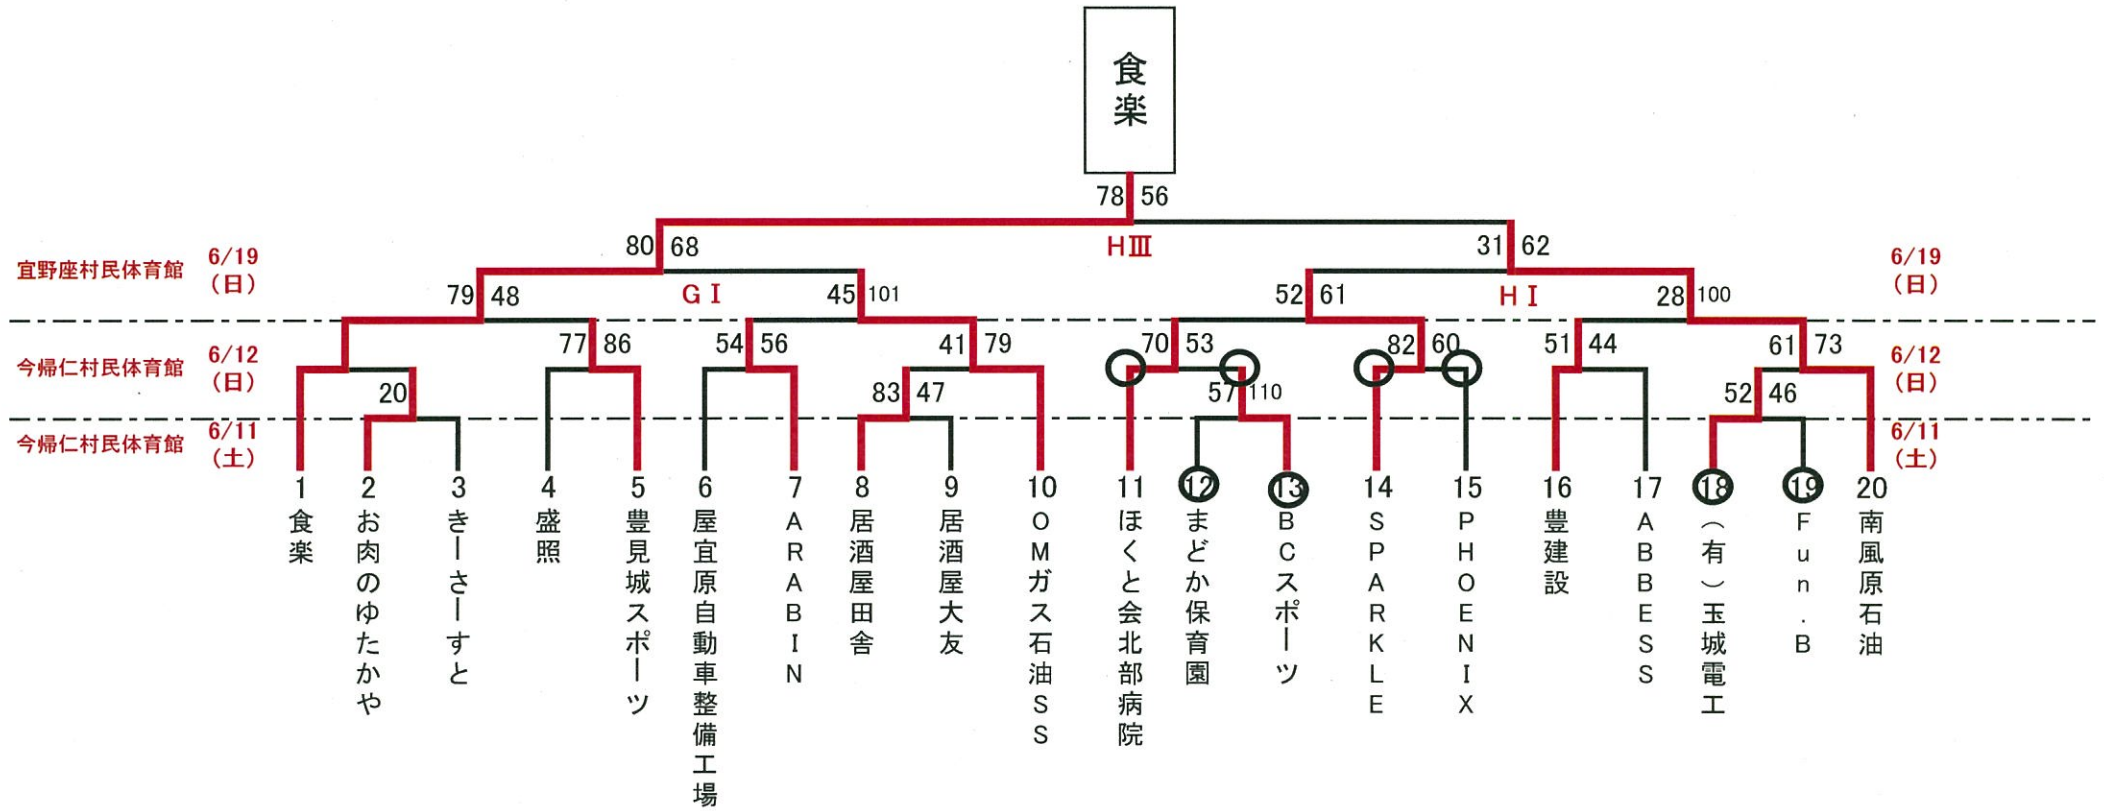 食楽
78 56
HⅢ
80 68
31 62
宜野座村民体育館
6/19
(日)
6/19
(日)
79 48
GⅠ
45 101
52 61
HⅠ
28 100
今帰仁村民体育館
6/12
(日)
6/12
(日)
77 86
54 56
41 79
70 53
82 60
51 44
61 73
20
83 47
57 110
52 46
今帰仁村民体育館
6/11
(土)
6/11
(土)
1 2 3 4 5 6 7 8 9 10 11 12 13 14 15 16 17 18 19 20
食楽
お肉のゆたかや
きーさーすと
盛照
豊見城スポーツ
屋宜原自動車整備工場
ARABIN
居酒屋田舎
居酒屋大友
OMガス石油SS
ほくと会北部病院
まどか保育園
BCスポーツ
SPARKLE
PHOENIX
豊建設
ABBESS
(有)玉城電工
Fun.B
南風原石油